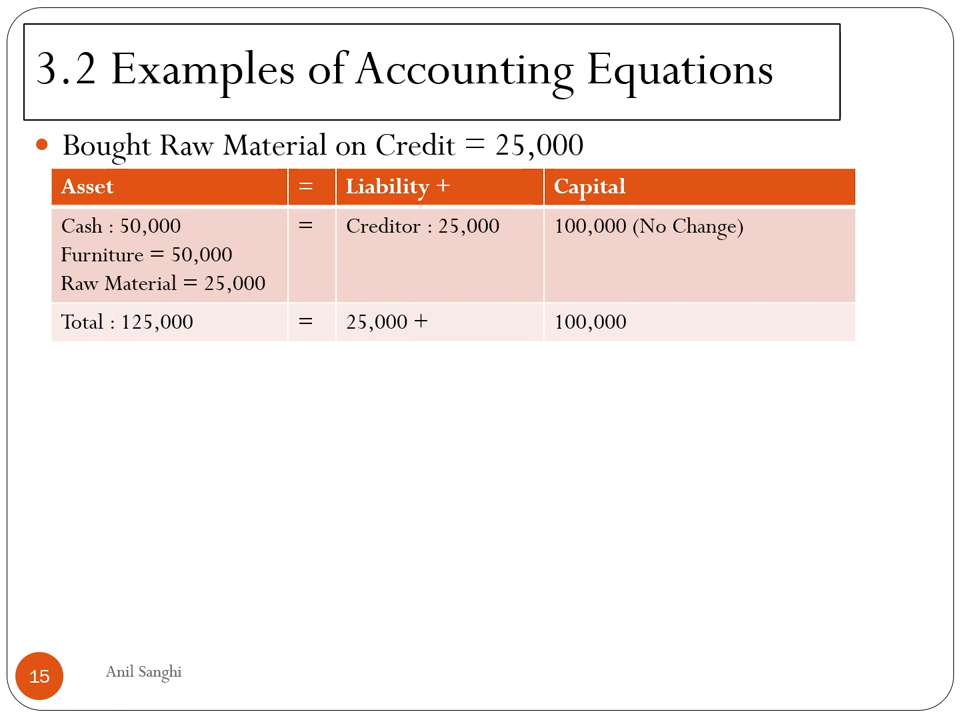 3.2 Examples of Accounting Equations
• Bought Raw Material on Credit = 25,000
Asset = Liability + Capital
Cash : 50,000 = Creditor : 25,000 100,000 (No Change)
Furniture = 50,000
Raw Material = 25,000
Total : 125,000 = 25,000 + 100,000
15 Anil Sanghi